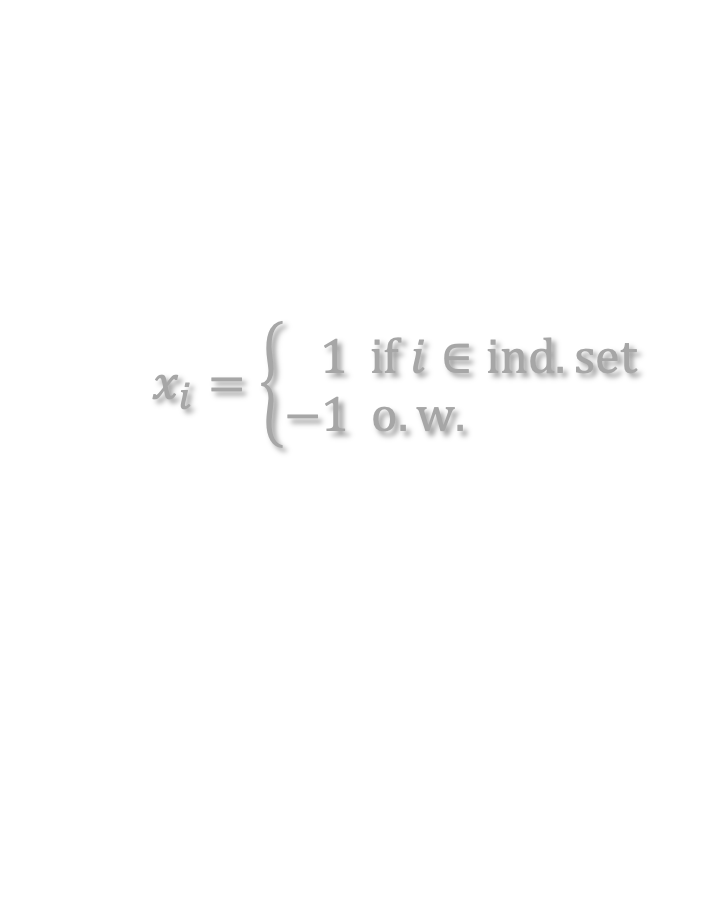 x_i = { 1 if i ∈ ind. set
−1 o. w.